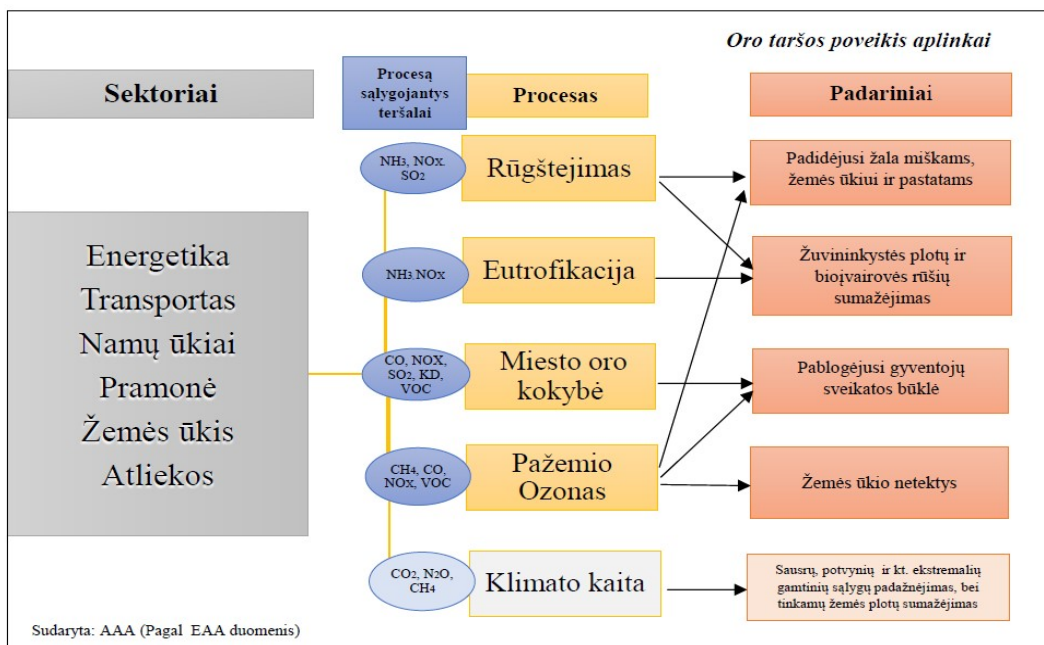 Oro taršos poveikis aplinkai
Sektoriai
Procesą
sąlygojantys
teršalai
Procesas
Padariniai
Energetika
Transportas
Namų ūkiai
Pramonė
Žemės ūkis
Atliekos
NH3, NOx.
SO2
Rūgštejimas
Padidėjusi žala miškams,
žemės ūkiui ir pastatams
NH3, NOx
Eutrofikacija
Žuvininkystės plotų ir
bioįvairovės rūšių
sumažėjimas
CO, NOX,
SO2, KD,
VOC
Miesto oro
kokybė
Pablogėjusi gyventojų
sveikatos būklė
CH4, CO,
NOx, VOC
Pažemio
Ozonas
Žemės ūkio netektys
CO2, N2O,
CH4
Klimato kaita
Sausrų, potvynių ir kt. ekstremalių
gamtinių sąlygų padažnėjimas, bei
tinkamų žemės plotų sumažėjimas
Sudaryta: AAA (Pagal EAA duomenis)